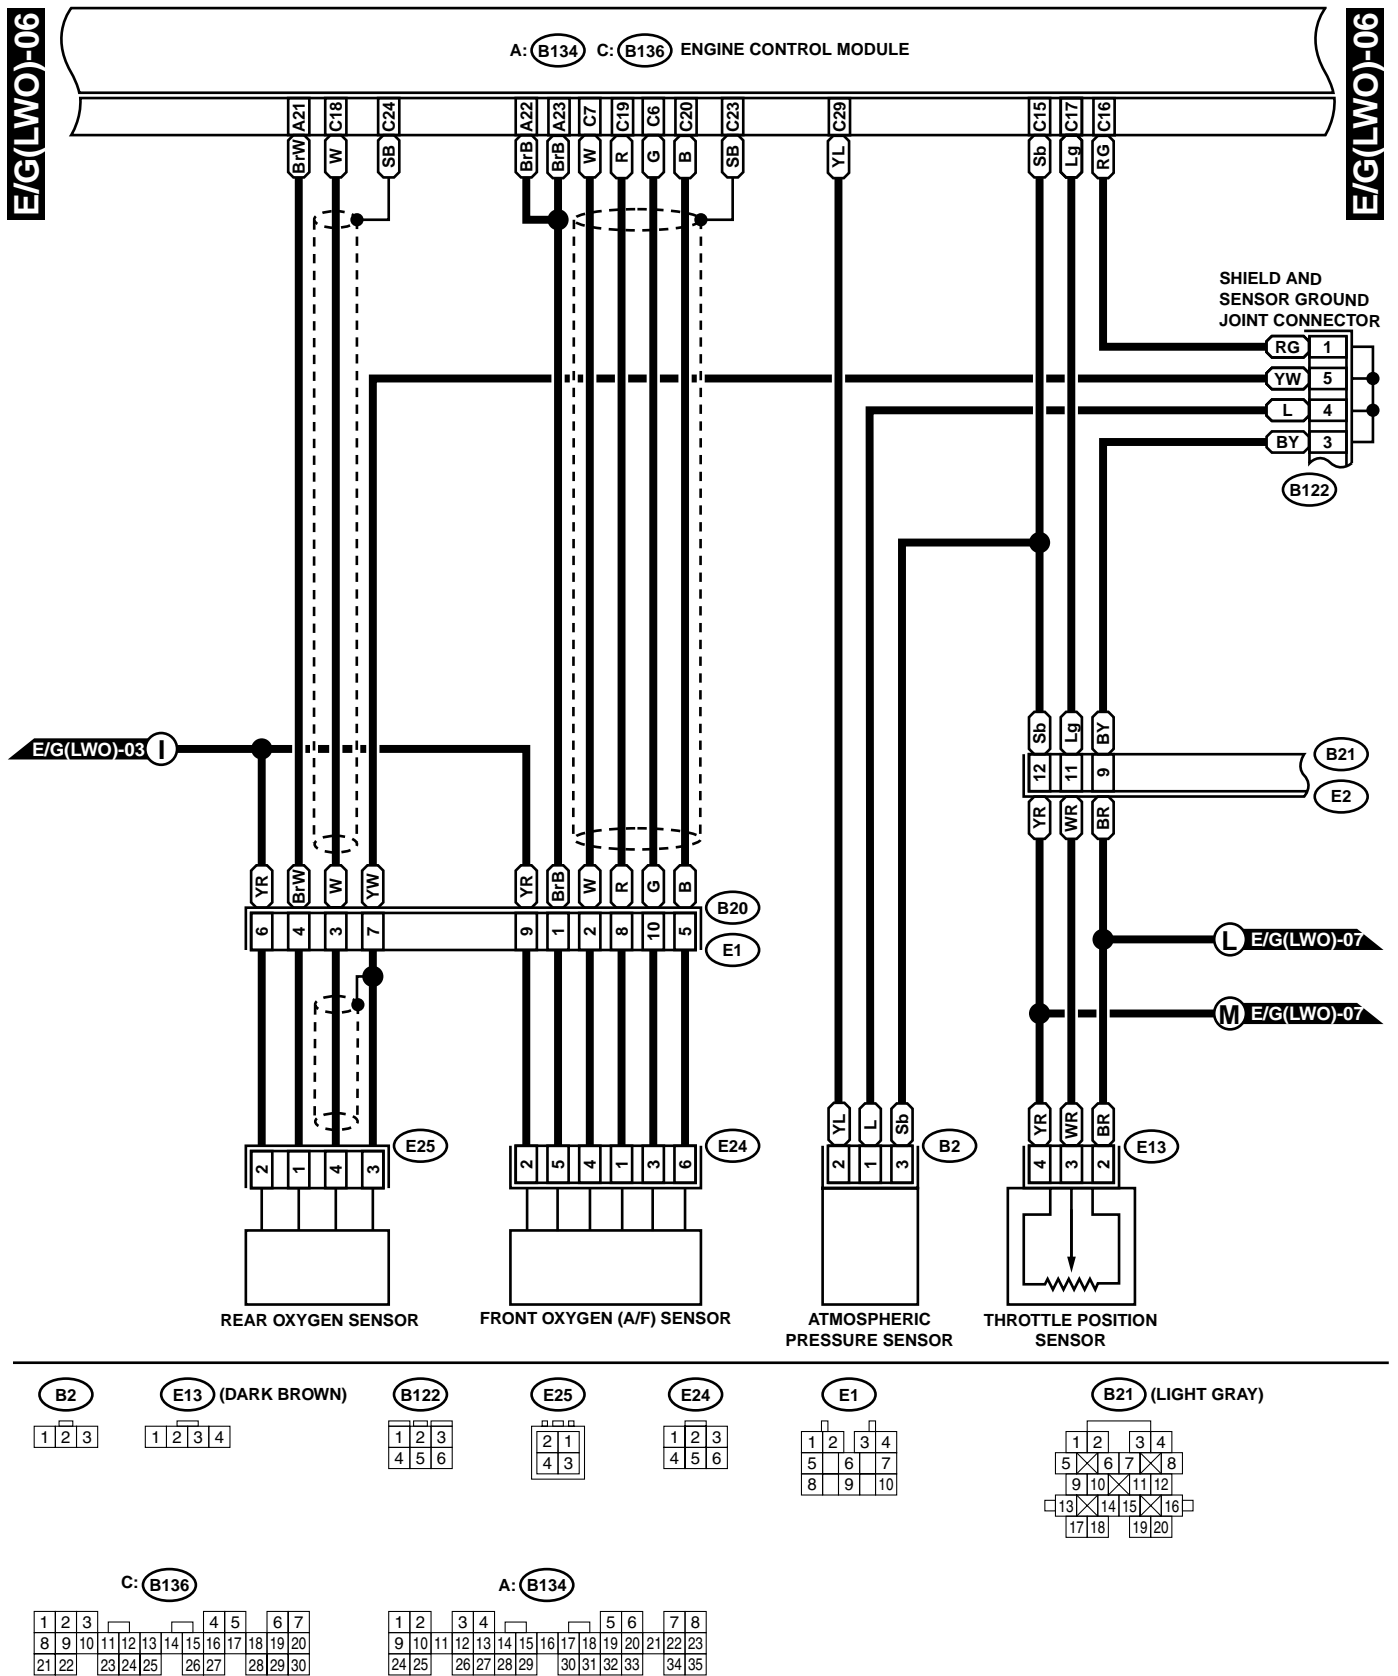 E/G(LWO)-06
E/G(LWO)-06
A: B134 C: B136 ENGINE CONTROL MODULE
A21 C18 C24 A22 A23 C7 C19 C6 C20 C23 C29 C15 C17 C16
BrW W SB BrB BrB W R G B SB YL Sb Lg RG
SHIELD AND
SENSOR GROUND
JOINT CONNECTOR
RG 1
YW 5
L 4
BY 3
B122
Sb Lg BY
E/G(LWO)-03 I
12 11 9
B21
E2
YR WR BR
YR BrW W YW YR BrB W R G B
B20
6 4 3 7 9 1 2 8 10 5
E1
L E/G(LWO)-07
M E/G(LWO)-07
YL L Sb YR WR BR
E25 E24 B2 E13
2 1 4 3 2 5 4 1 3 6 2 1 3 4 3 2
REAR OXYGEN SENSOR
FRONT OXYGEN (A/F) SENSOR
ATMOSPHERIC
PRESSURE SENSOR
THROTTLE POSITION
SENSOR
B2
1 2 3
E13 (DARK BROWN)
1 2 3 4
B122
1 2 3
4 5 6
E25
2 1
4 3
E24
1 2 3
4 5 6
E1
1 2 3 4
5 6 7
8 9 10
B21 (LIGHT GRAY)
1 2 3 4
5 6 7 8
9 10 11 12
13 14 15 16
17 18 19 20
C: B136
1 2 3 4 5 6 7
8 9 10 11 12 13 14 15 16 17 18 19 20
21 22 23 24 25 26 27 28 29 30
A: B134
1 2 3 4 5 6 7 8
9 10 11 12 13 14 15 16 17 18 19 20 21 22 23
24 25 26 27 28 29 30 31 32 33 34 35